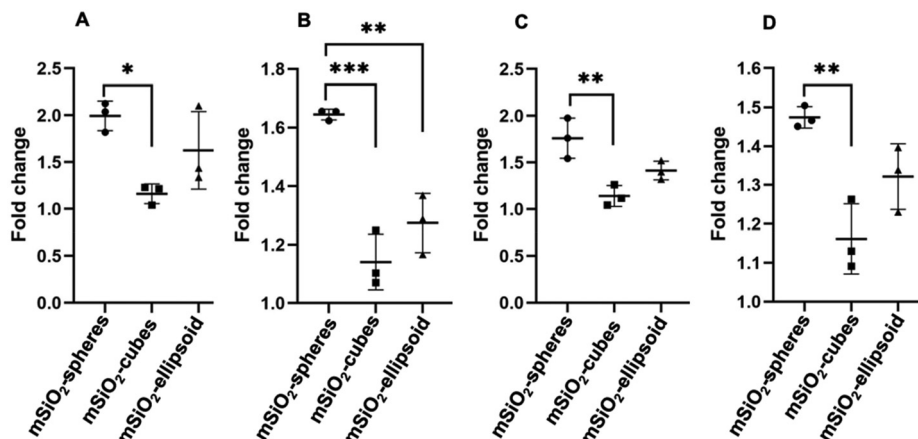 A
Fold change
2.5
2.0
1.5
1.0
0.5
0.0
*
mSiO₂-spheres
mSiO₂-cubes
mSiO₂-ellipsoid
B
Fold change
1.8
1.6
1.4
1.2
1.0
**
***
mSiO₂-spheres
mSiO₂-cubes
mSiO₂-ellipsoid
C
Fold change
2.5
2.0
1.5
1.0
0.5
0.0
**
mSiO₂-spheres
mSiO₂-cubes
mSiO₂-ellipsoid
D
Fold change
1.6
1.5
1.4
1.3
1.2
1.1
1.0
**
mSiO₂-spheres
mSiO₂-cubes
mSiO₂-ellipsoid